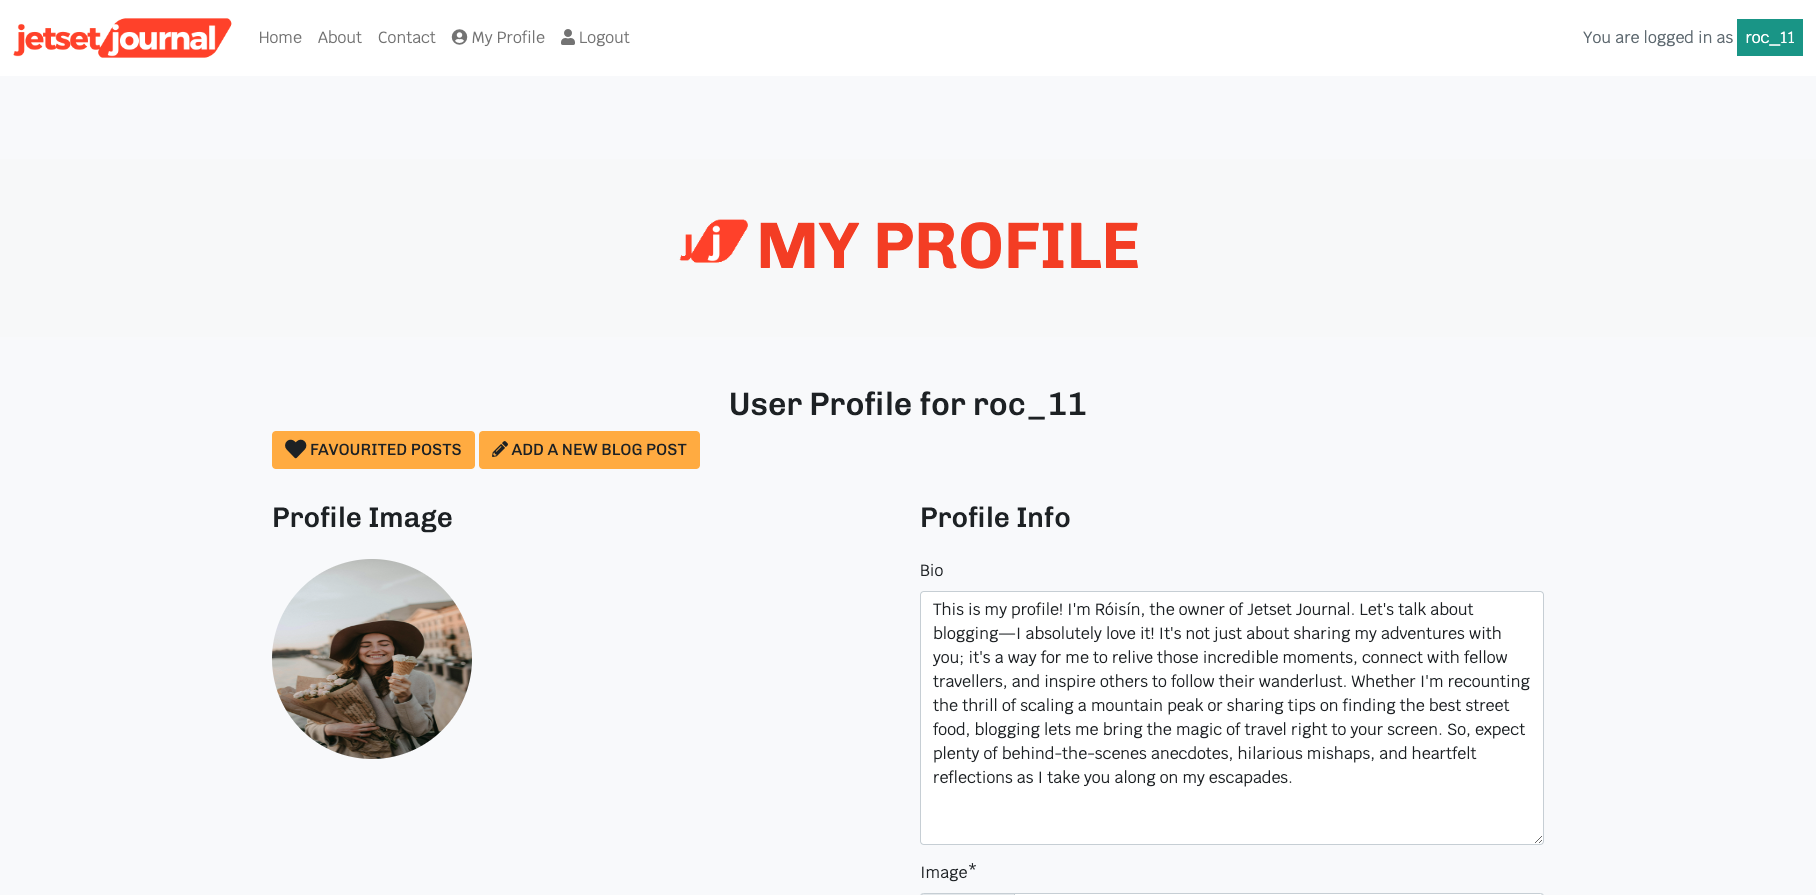 jetset journal Home About Contact My Profile Logout You are logged in as roc_11
Jj MY PROFILE
User Profile for roc_11
FAVOURITED POSTS ADD A NEW BLOG POST
Profile Image
Profile Info
Bio
This is my profile! I'm Róisín, the owner of Jetset Journal. Let's talk about
blogging—I absolutely love it! It's not just about sharing my adventures with
you; it's a way for me to relive those incredible moments, connect with fellow
travellers, and inspire others to follow their wanderlust. Whether I'm recounting
the thrill of scaling a mountain peak or sharing tips on finding the best street
food, blogging lets me bring the magic of travel right to your screen. So, expect
plenty of behind-the-scenes anecdotes, hilarious mishaps, and heartfelt
reflections as I take you along on my escapades.
Image*